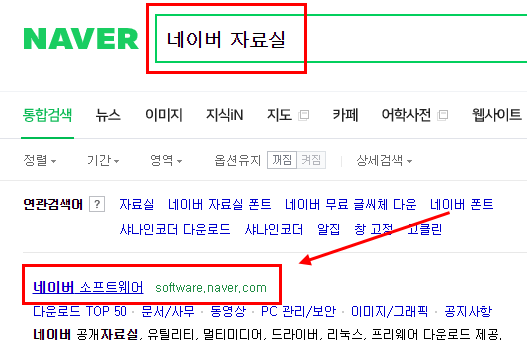 NAVER 네이버 자료실
통합검색 뉴스 이미지 지식iN 지도 카페 어학사전 웹사이트
정렬 기간 영역 옵션유지 꺼짐 켜짐 상세검색
연관검색어 ? 자료실 네이버 자료실 폰트 네이버 무료 글씨체 다운 네이버 폰트
샤나인코더 다운로드 샤나인코더 알집 창 고정 고클린
네이버 소프트웨어 software.naver.com
다운로드 TOP 50 · 문서/사무 · 동영상 · PC 관리/보안 · 이미지/그래픽 · 공지사항
네이버 공개자료실, 유틸리티, 멀티미디어, 드라이버, 리눅스, 프리웨어 다운로드 제공.